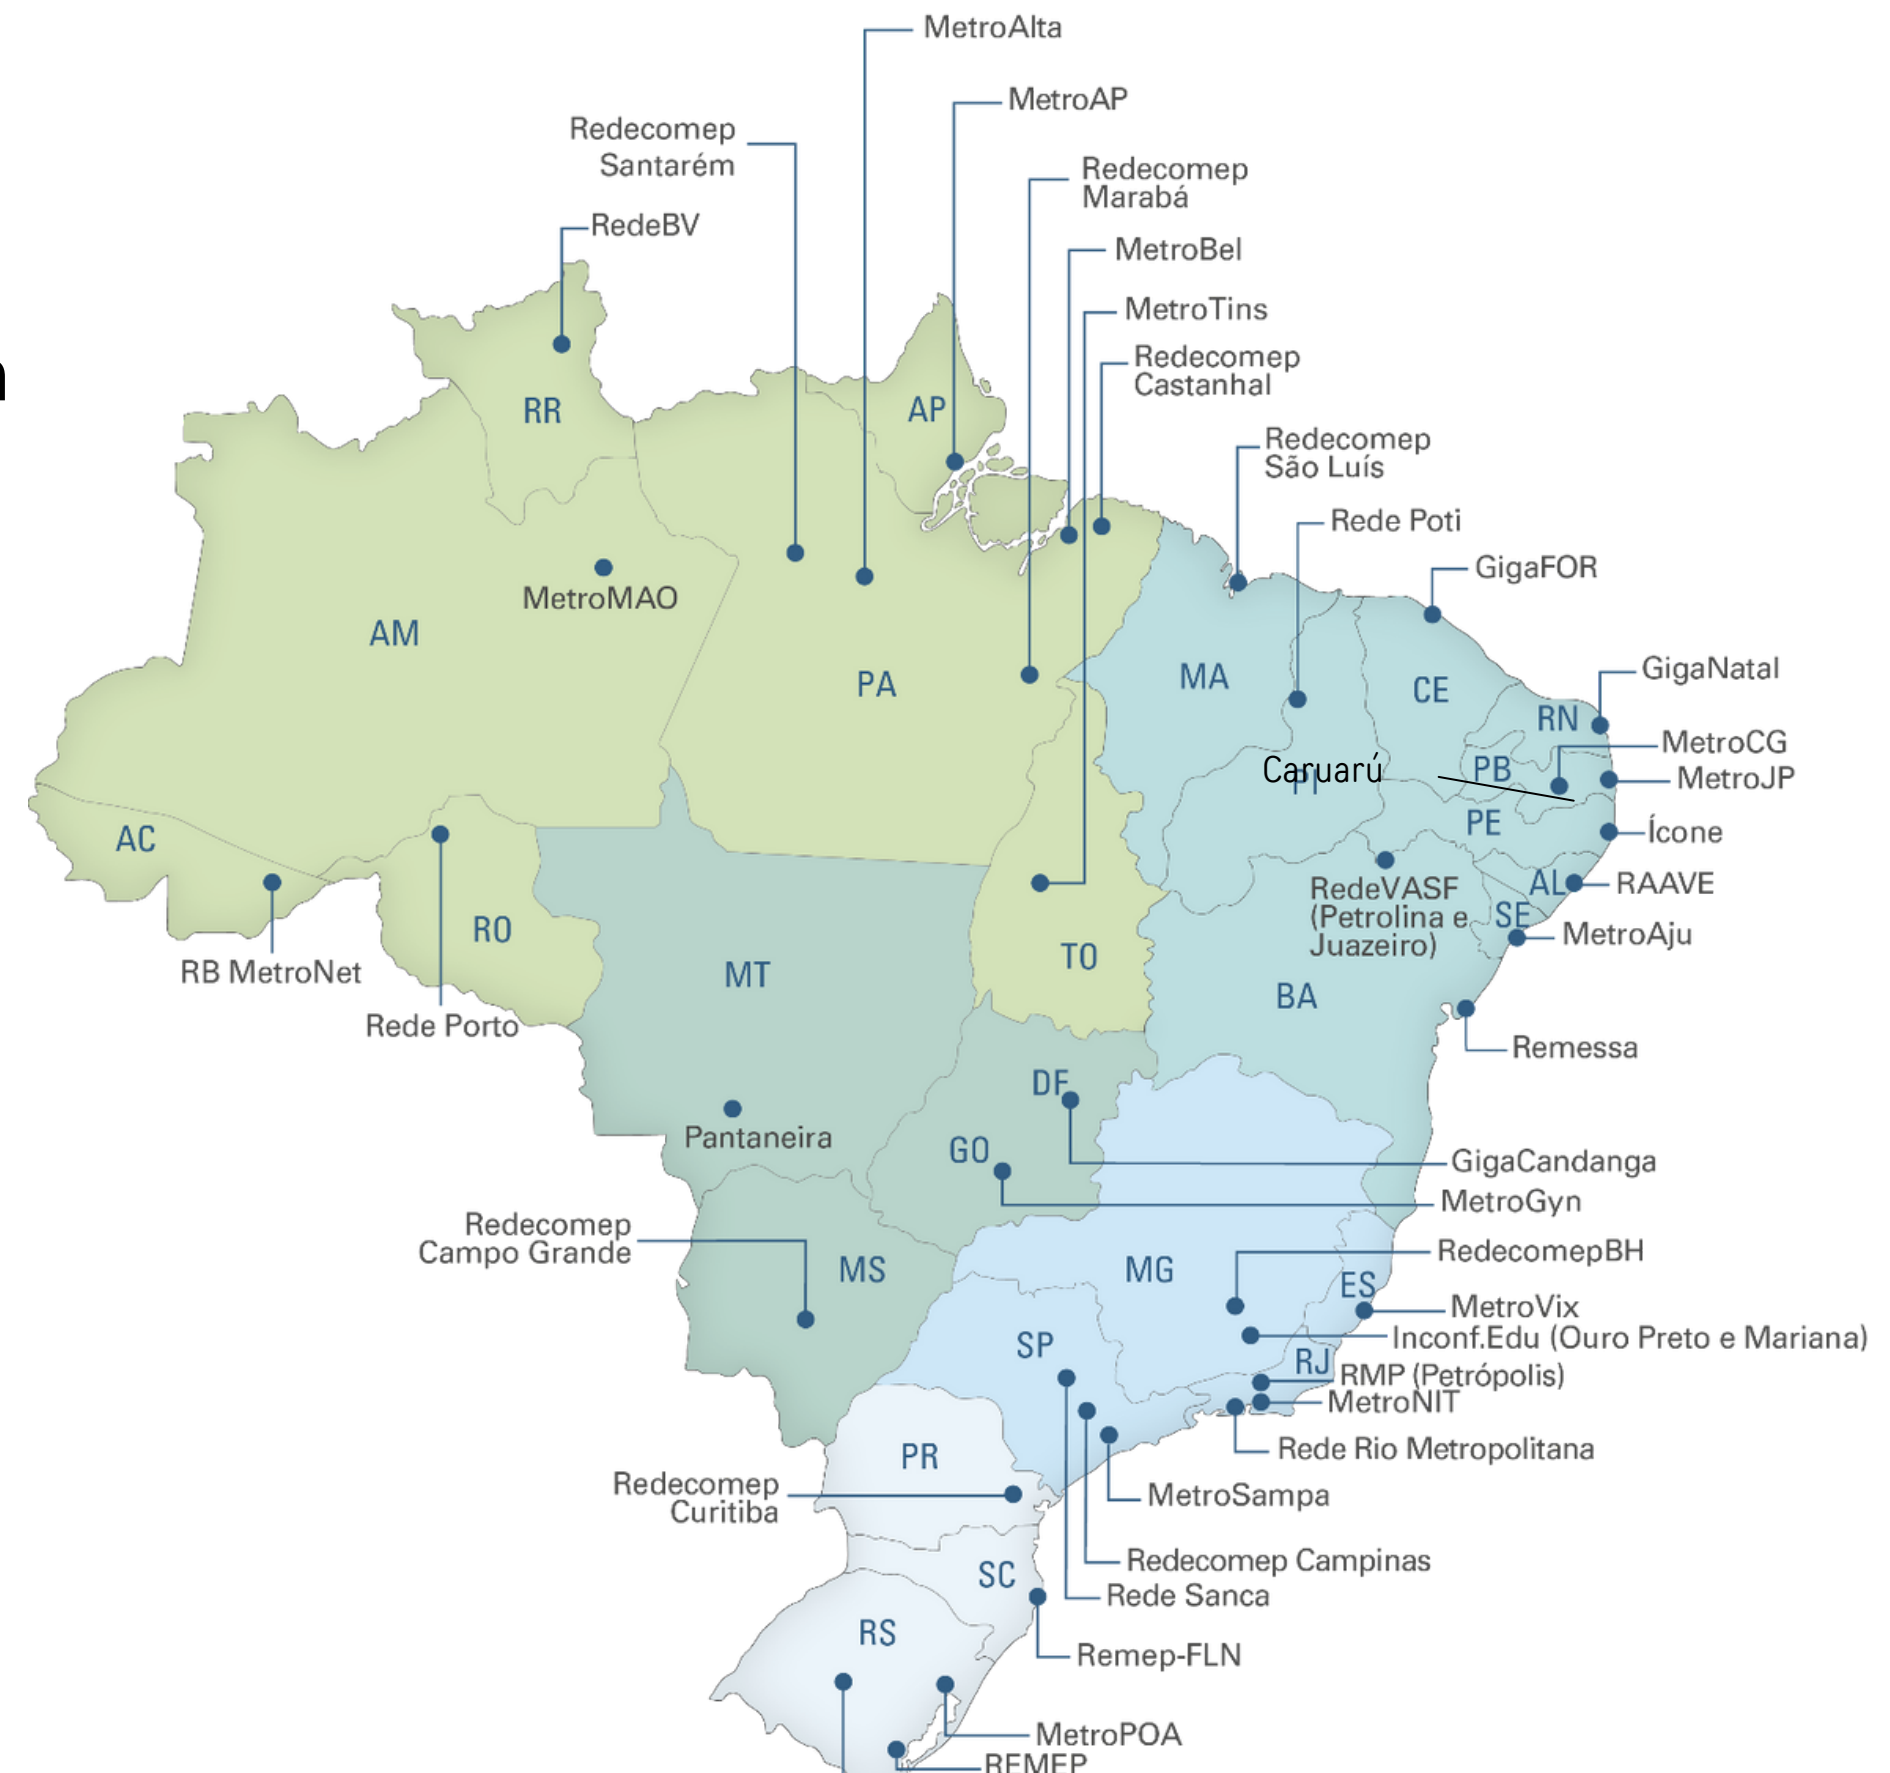 MetroAlta
MetroAP
Redecomep
Santarém
Redecomep
Marabá
RedeBV
MetroBel
MetroTins
Redecomep
Castanhal
RR
AP
Redecomep
São Luís
Rede Poti
GigaFOR
MetroMAO
AM
PA
MA
CE
GigaNatal
RN
MetroCG
Caruarú
PI
PB
MetroJP
PE
Ícone
AC
RedeVASF
(Petrolina e
Juazeiro)
AL
RAAVE
SE
MetroAju
RO
RB MetroNet
MT
TO
BA
Rede Porto
Remessa
DF
Pantaneira
GO
GigaCandanga
MetroGyn
Redecomep
Campo Grande
MS
MG
RedecomepBH
ES
MetroVix
Inconf.Edu (Ouro Preto e Mariana)
SP
RJ
RMP (Petrópolis)
MetroNIT
Rede Rio Metropolitana
PR
Redecomep
Curitiba
MetroSampa
Redecomep Campinas
SC
Rede Sanca
RS
Remep-FLN
MetroPOA
REMEP